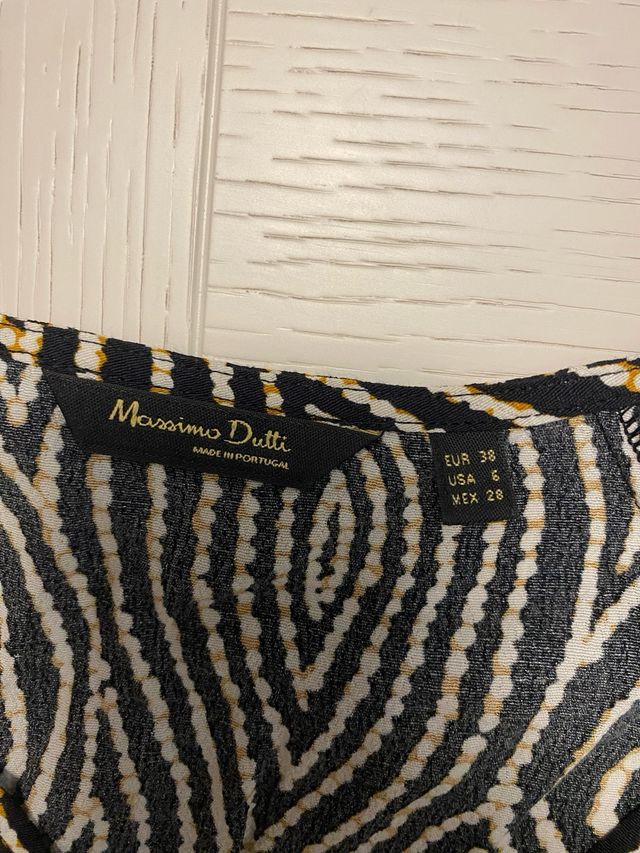 Massimo Dutti
MADE IN PORTUGAL
EUR 38
USA 6
MEX 28